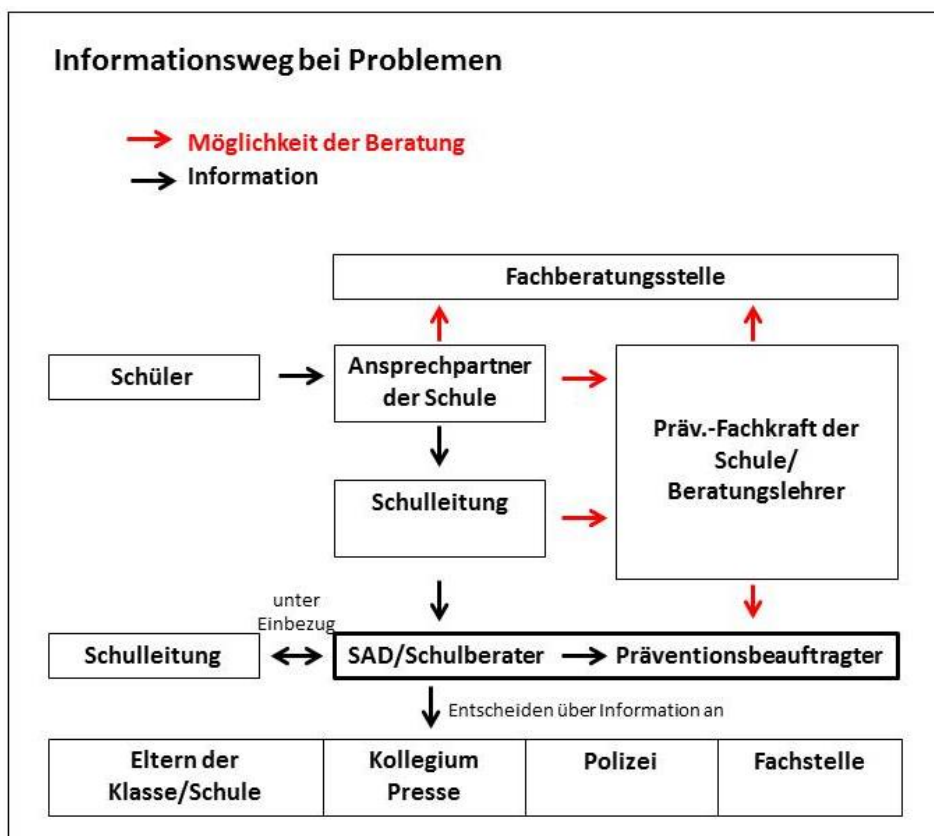 Informationsweg bei Problemen
Möglichkeit der Beratung
Information
Fachberatungsstelle
Schüler
Ansprechpartner
der Schule
Präv.-Fachkraft der
Schule/
Beratungslehrer
Schulleitung
unter
Einbezug
Schulleitung
SAD/Schulberater
Präventionsbeauftragter
Entscheiden über Information an
Eltern der
Klasse/Schule
Kollegium
Presse
Polizei
Fachstelle